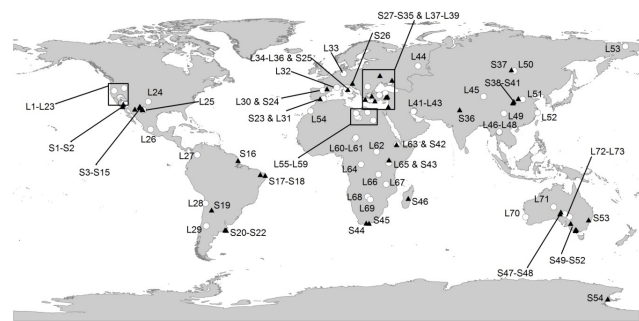 S27-S35 & L37-L39
S26
L33
L34-L36 & S25
L44
L53
S37
L50
L32
S38-S41
L24
L45
L1-L23
L25
L30 & S24
L51
S23 & L31
L54
L41-L43
S36
L49
L52
S1-S2
L26
L46-L48
S3-S15
L55-L59
L60-L61
L62
L63 & S42
L27
S16
L65 & S43
L72-L73
L64
L66
L67
S17-S18
L28
S19
L68
L69
S46
L71
L70
S53
L29
S20-S22
S44
S45
S49-S52
S47-S48
S54